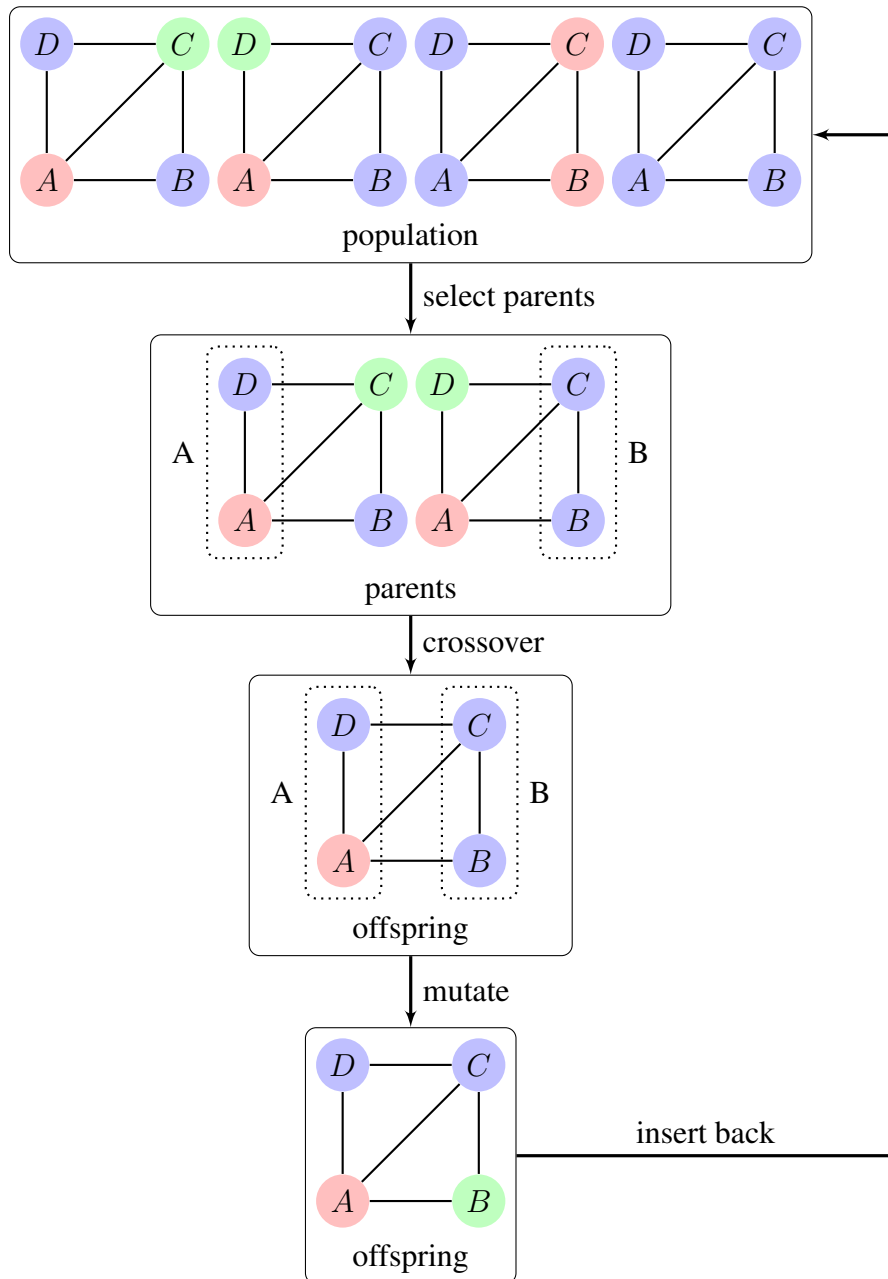 D C D C D C D C
A B A B A B A B
population
select parents
D C D C
A B
A B A B
parents
crossover
D C
A B
A B
offspring
mutate
D C
insert back
A B
offspring